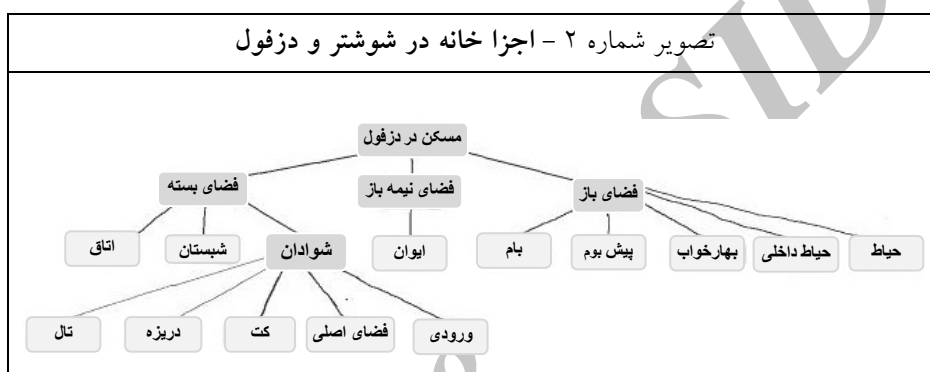 تصویر شماره ۲ - اجزا خانه در شوشتر و دزفول
مسکن در دزفول
فضای باز
فضای نیمه باز
فضای بسته
حیاط
حیاط داخلی
بهارخواب
پیش بوم
بام
ایوان
شوادان
شبستان
اتاق
ورودی
فضای اصلی
کت
دریزه
تال
SID